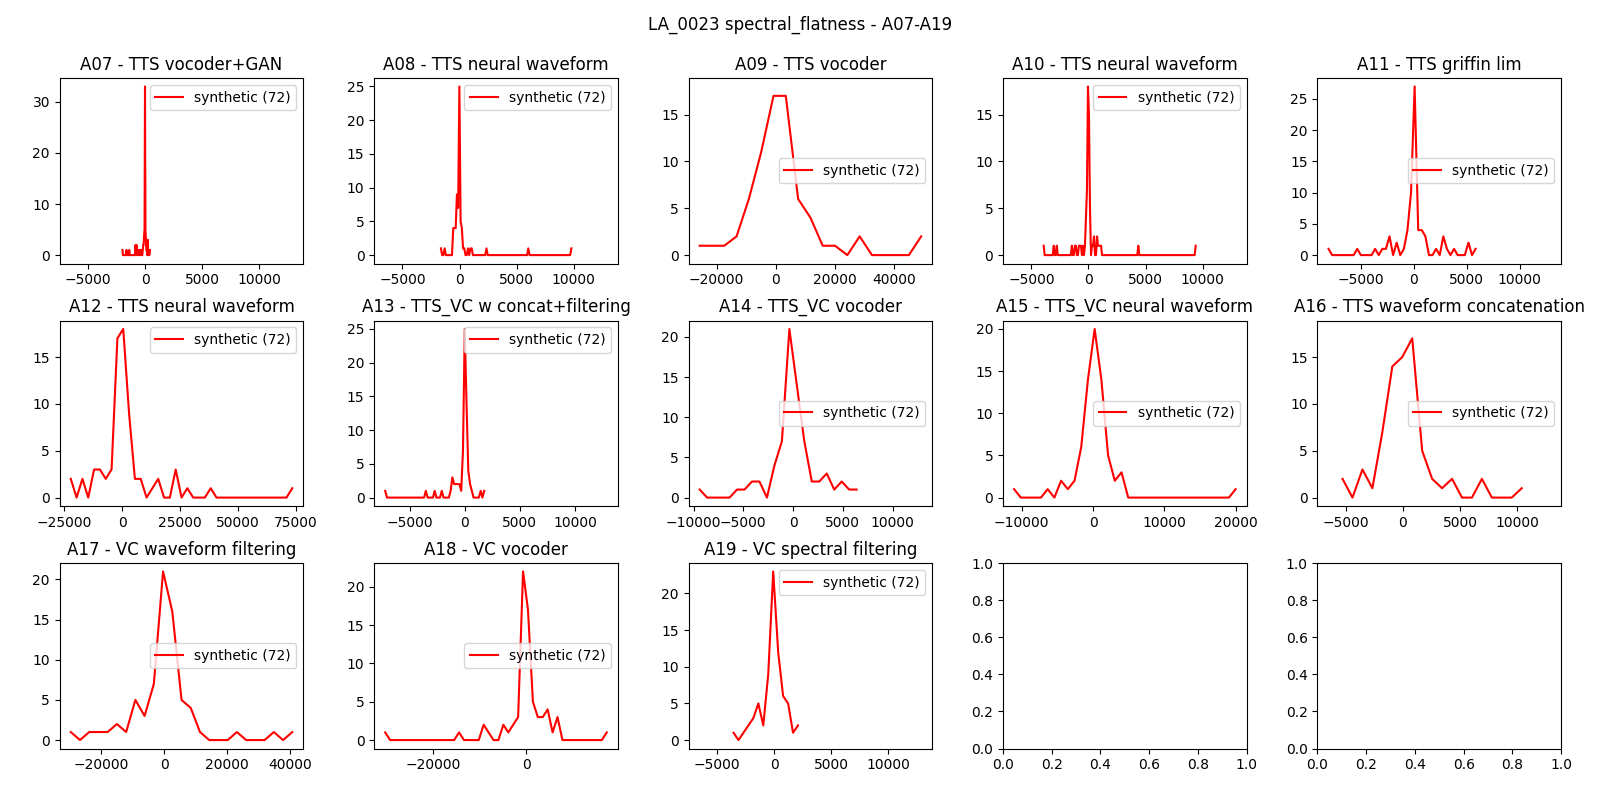 LA_0023 spectral_flatness - A07-A19
A07 - TTS vocoder+GAN
synthetic (72)
30
20
10
0
−5000 0 5000 10000
A08 - TTS neural waveform
synthetic (72)
25
20
15
10
5
0
−5000 0 5000 10000
A09 - TTS vocoder
synthetic (72)
15
10
5
0
−20000 0 20000 40000
A10 - TTS neural waveform
synthetic (72)
15
10
5
0
−5000 0 5000 10000
A11 - TTS griffin lim
synthetic (72)
25
20
15
10
5
0
−5000 0 5000 10000
A12 - TTS neural waveform
synthetic (72)
15
10
5
0
−25000 0 25000 50000 75000
A13 - TTS_VC w concat+filtering
synthetic (72)
25
20
15
10
5
0
−5000 0 5000 10000
A14 - TTS_VC vocoder
synthetic (72)
20
15
10
5
0
−10000 −5000 0 5000 10000
A15 - TTS_VC neural waveform
synthetic (72)
20
15
10
5
0
−10000 0 10000 20000
A16 - TTS waveform concatenation
synthetic (72)
15
10
5
0
−5000 0 5000 10000
A17 - VC waveform filtering
synthetic (72)
20
15
10
5
0
−20000 0 20000 40000
A18 - VC vocoder
synthetic (72)
20
15
10
5
0
−20000 0
A19 - VC spectral filtering
synthetic (72)
20
15
10
5
0
−5000 0 5000 10000
1.0
0.8
0.6
0.4
0.2
0.0
0.0 0.2 0.4 0.6 0.8 1.0
1.0
0.8
0.6
0.4
0.2
0.0
0.0 0.2 0.4 0.6 0.8 1.0